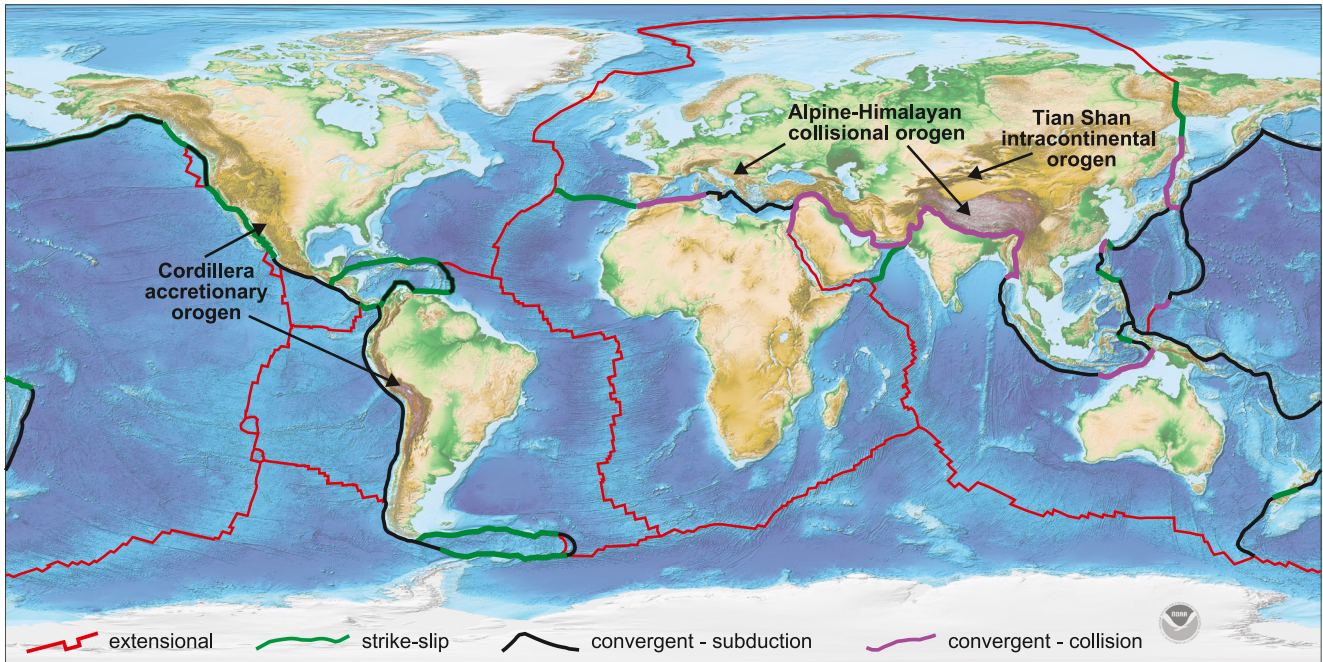 Alpine-Himalayan
collisional orogen
Tian Shan
intracontinental
orogen
Cordillera
accretionary
orogen
NOAA
extensional
strike-slip
convergent - subduction
convergent - collision